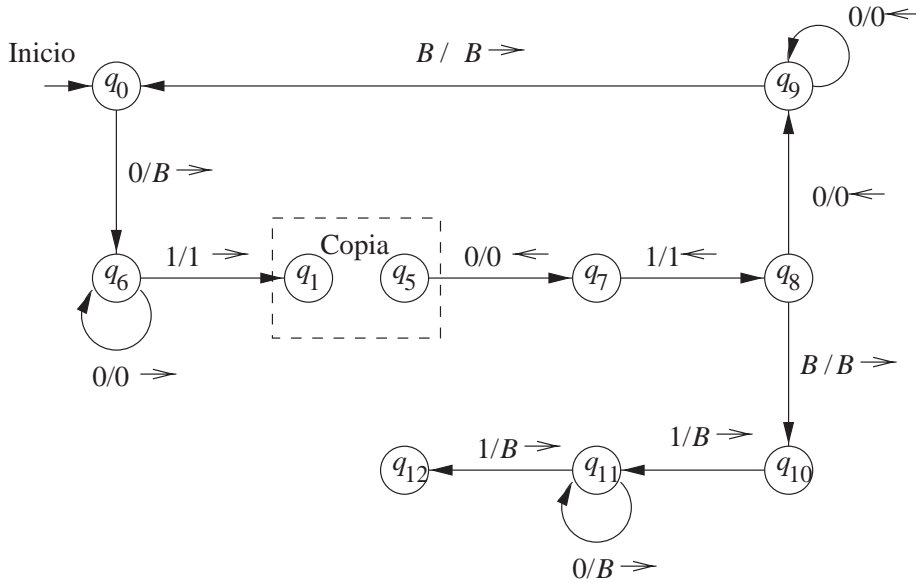 0/0 ←
Inicio
B / B →
q0
q9
0/B →
0/0 ←
Copia
1/1 →
0/0 ←
1/1 ←
q6
q1
q5
q7
q8
0/0 →
B / B →
1/B →
1/B →
q12
q11
q10
0/B →